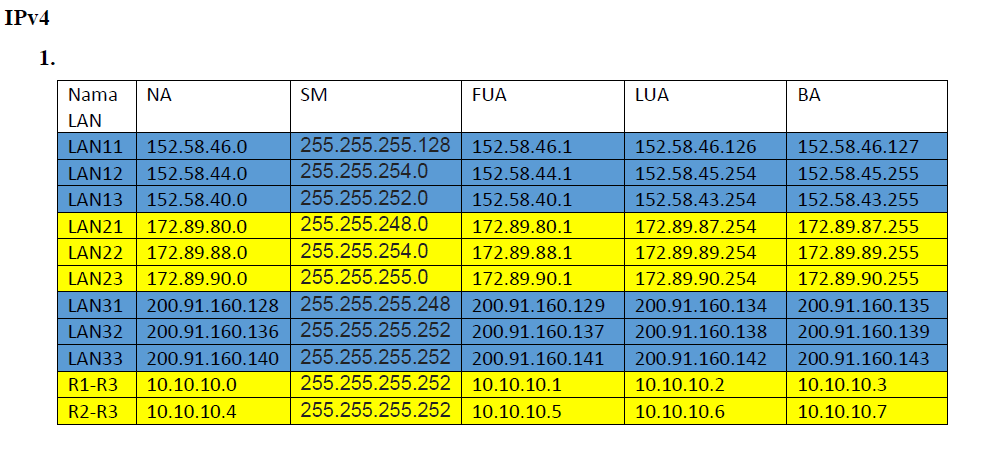 IPv4
1.
Nama LAN NA SM FUA LUA BA
LAN11 152.58.46.0 255.255.255.128 152.58.46.1 152.58.46.126 152.58.46.127
LAN12 152.58.44.0 255.255.254.0 152.58.44.1 152.58.45.254 152.58.45.255
LAN13 152.58.40.0 255.255.252.0 152.58.40.1 152.58.43.254 152.58.43.255
LAN21 172.89.80.0 255.255.248.0 172.89.80.1 172.89.87.254 172.89.87.255
LAN22 172.89.88.0 255.255.254.0 172.89.88.1 172.89.89.254 172.89.89.255
LAN23 172.89.90.0 255.255.255.0 172.89.90.1 172.89.90.254 172.89.90.255
LAN31 200.91.160.128 255.255.255.248 200.91.160.129 200.91.160.134 200.91.160.135
LAN32 200.91.160.136 255.255.255.252 200.91.160.137 200.91.160.138 200.91.160.139
LAN33 200.91.160.140 255.255.255.252 200.91.160.141 200.91.160.142 200.91.160.143
R1-R3 10.10.10.0 255.255.255.252 10.10.10.1 10.10.10.2 10.10.10.3
R2-R3 10.10.10.4 255.255.255.252 10.10.10.5 10.10.10.6 10.10.10.7